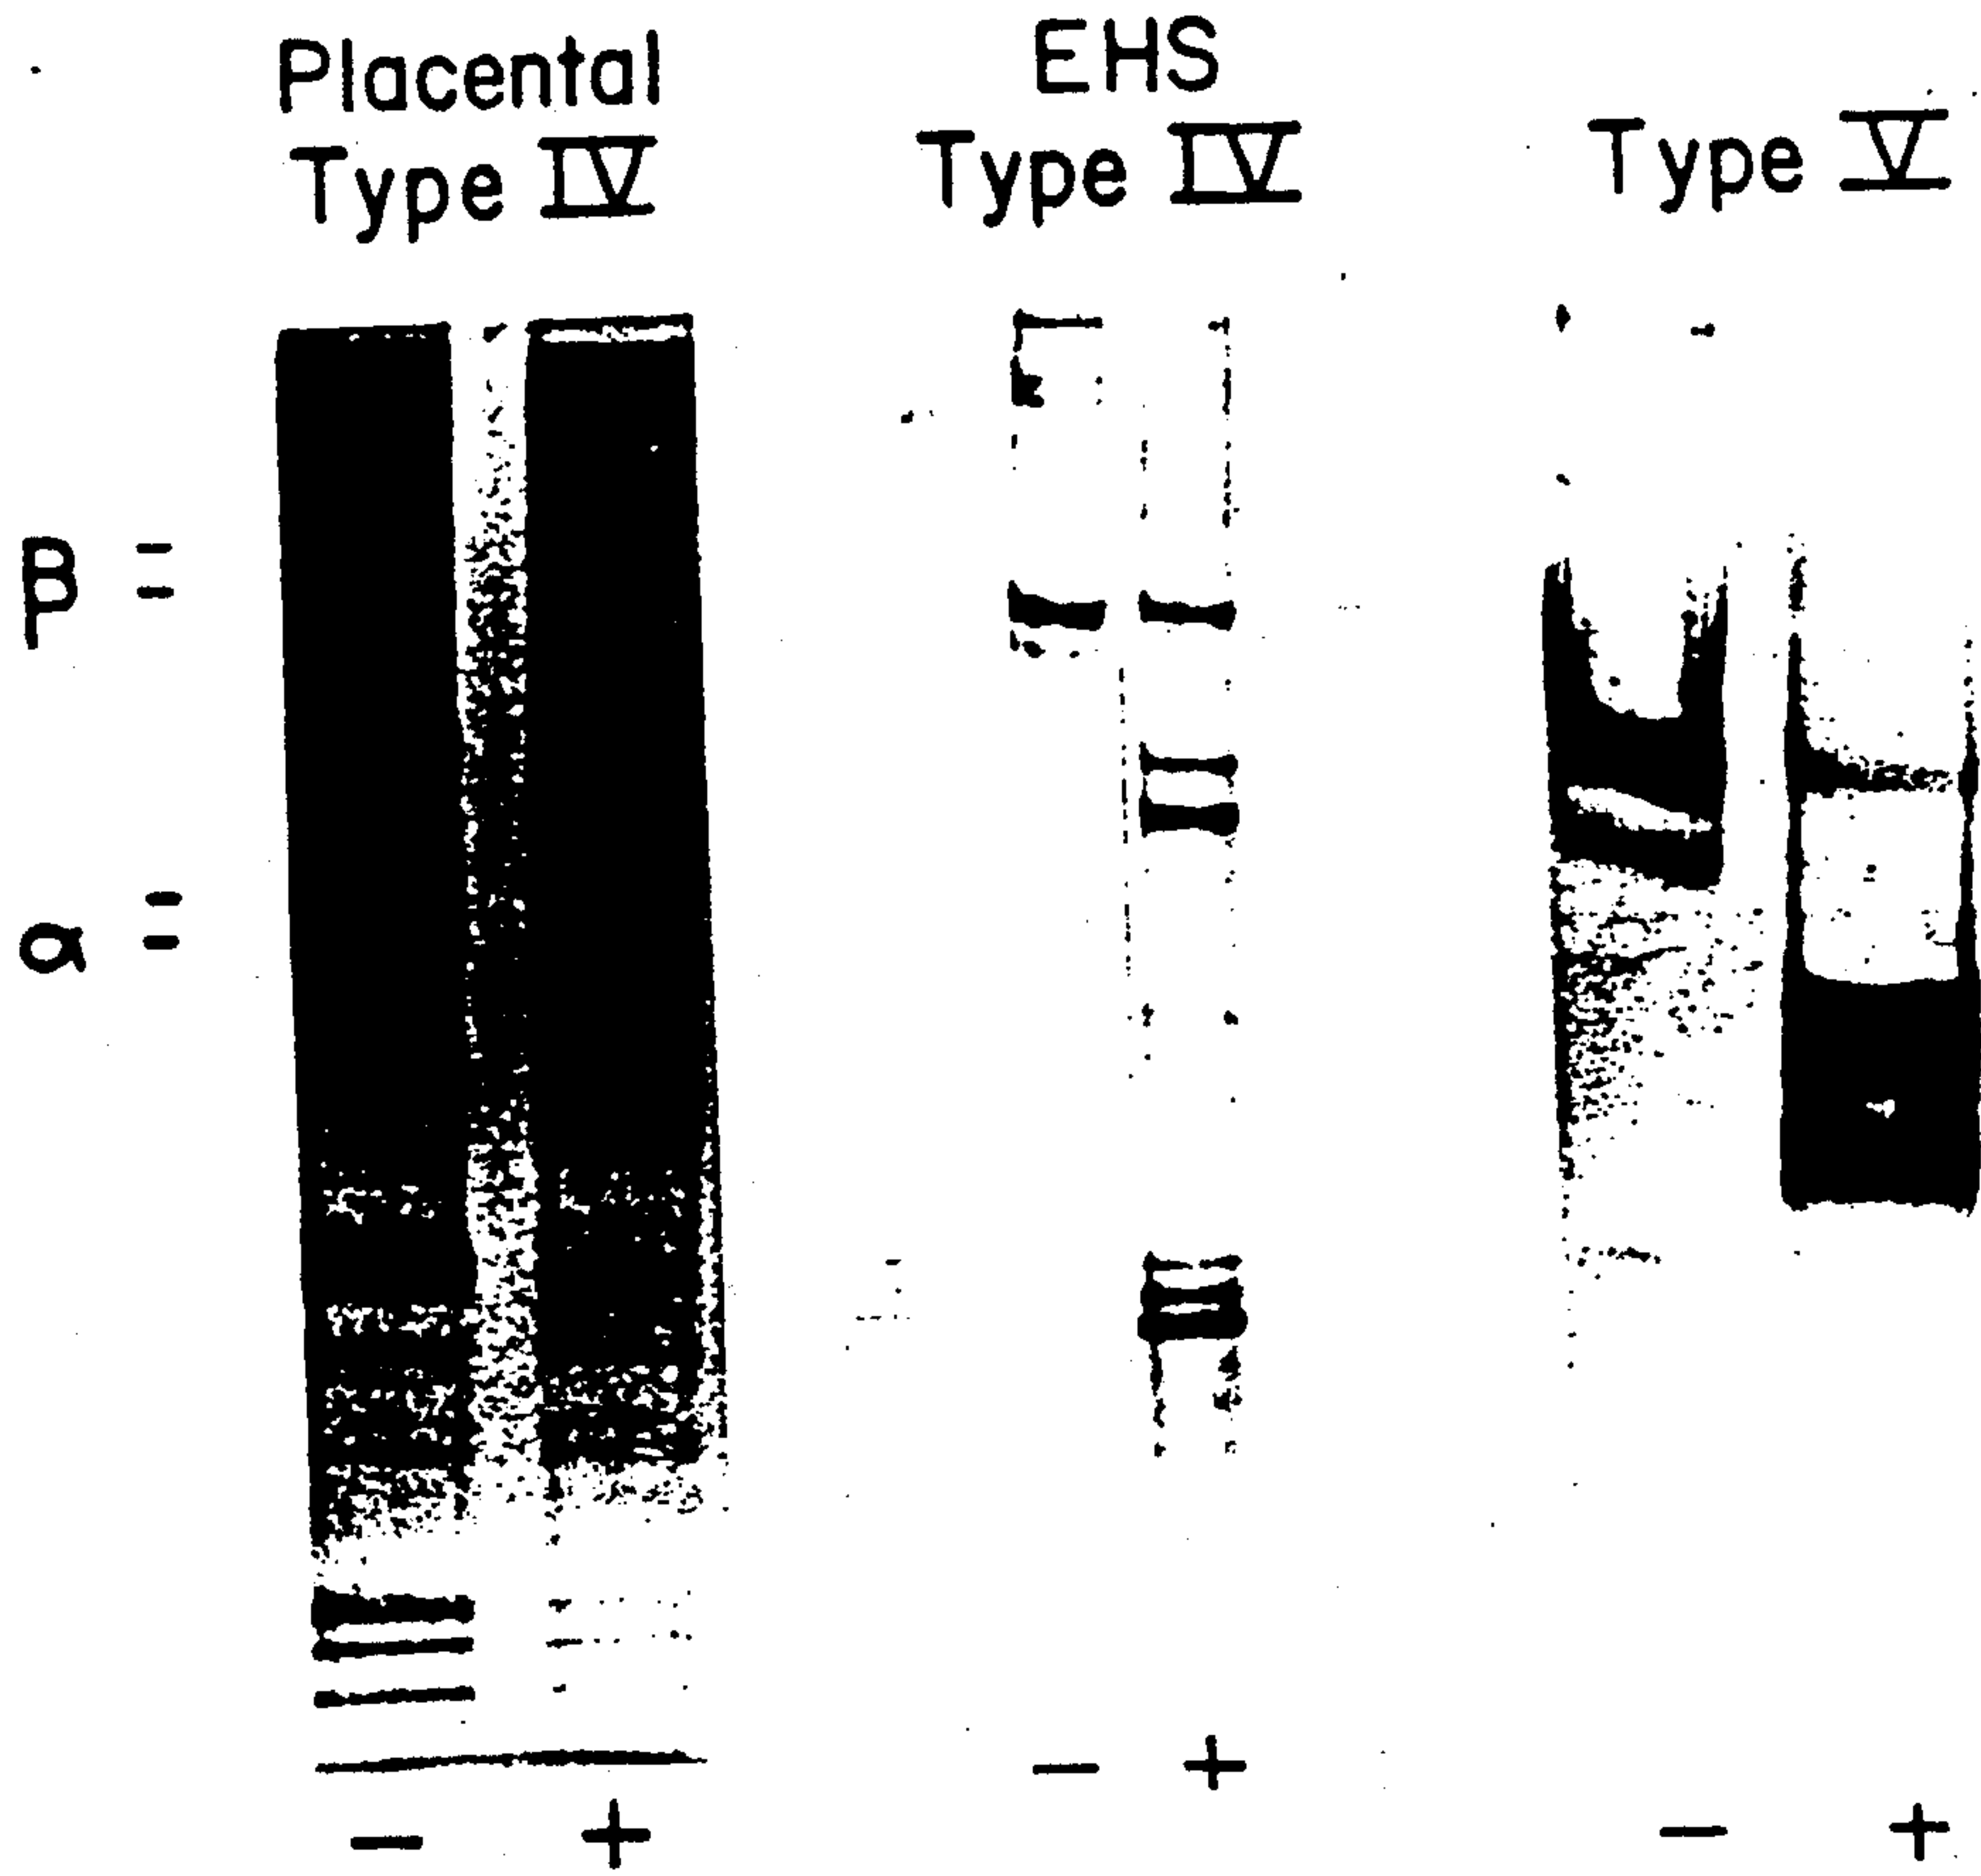 Placental
Type IV
EHS
Type IV
Type V
β =
α =
− +
− +
− +